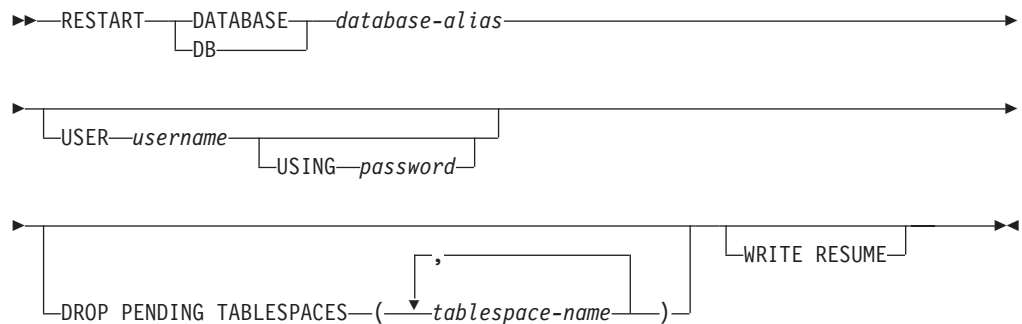 RESTART DATABASE database-alias
DB
USER username
USING password
,
WRITE RESUME
DROP PENDING TABLESPACES ( tablespace-name )